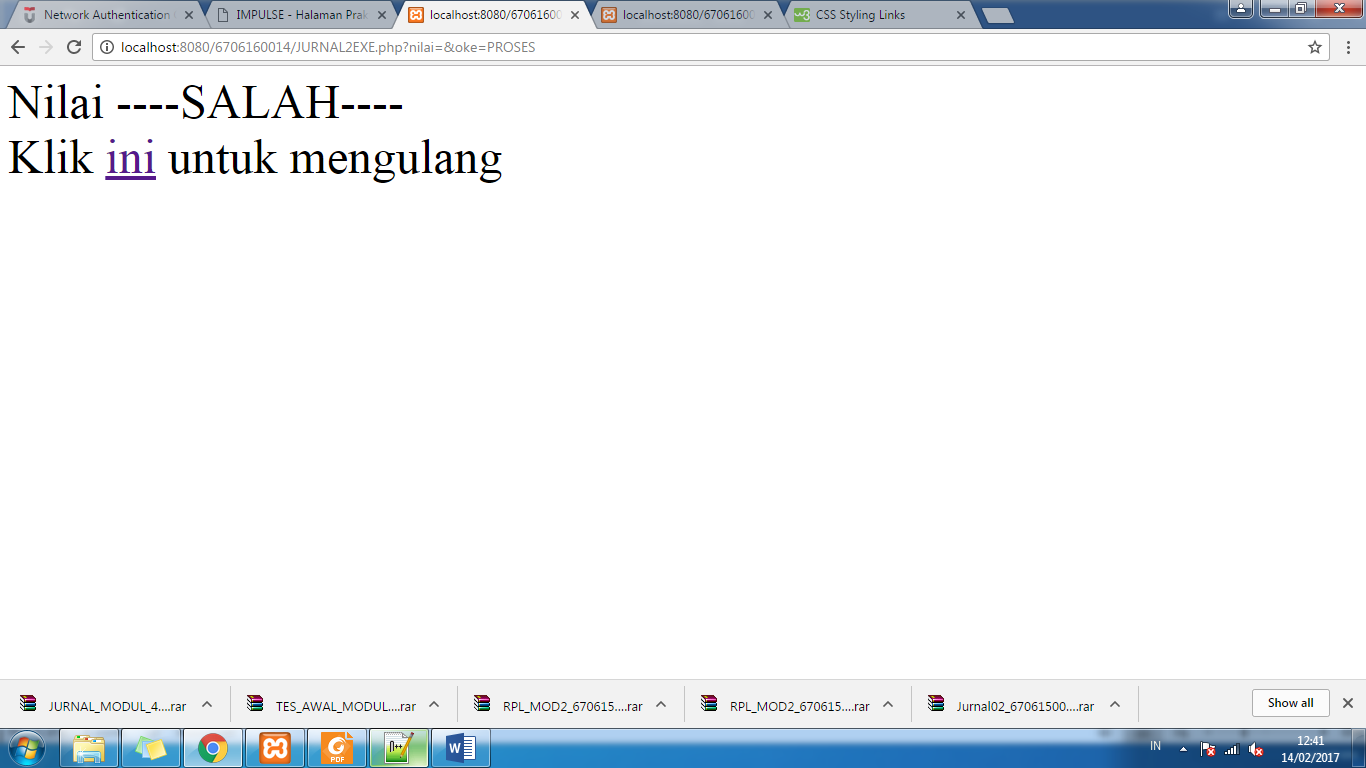 Network Authentication
IMPULSE - Halaman Prak
localhost:8080/67061600
localhost:8080/67061600
CSS Styling Links
localhost:8080/6706160014/JURNAL2EXE.php?nilai=&oke=PROSES
Nilai ----SALAH----
Klik ini untuk mengulang
JURNAL_MODUL_4....rar
TES_AWAL_MODUL....rar
RPL_MOD2_670615....rar
RPL_MOD2_670615....rar
Jurnal02_67061500....rar
Show all
PDF
IN
12:41
14/02/2017